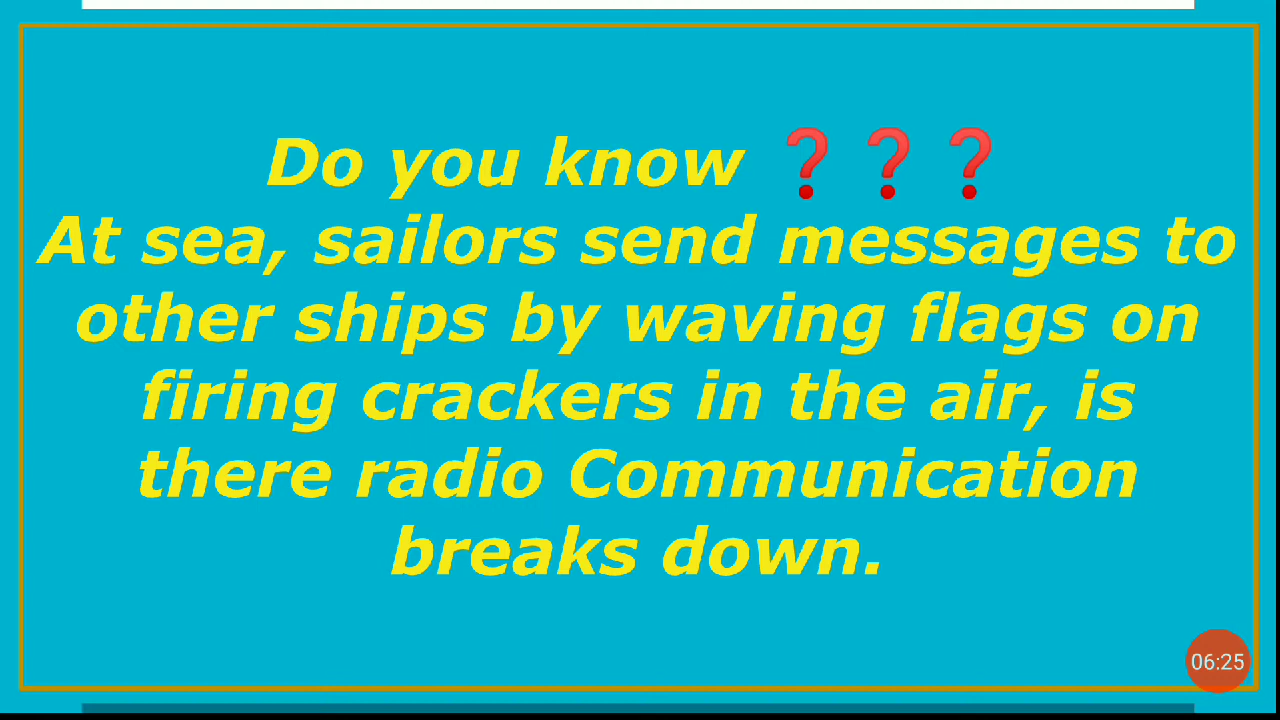 Do you know ❓❓❓
At sea, sailors send messages to
other ships by waving flags on
firing crackers in the air, is
there radio Communication
breaks down.
06:25